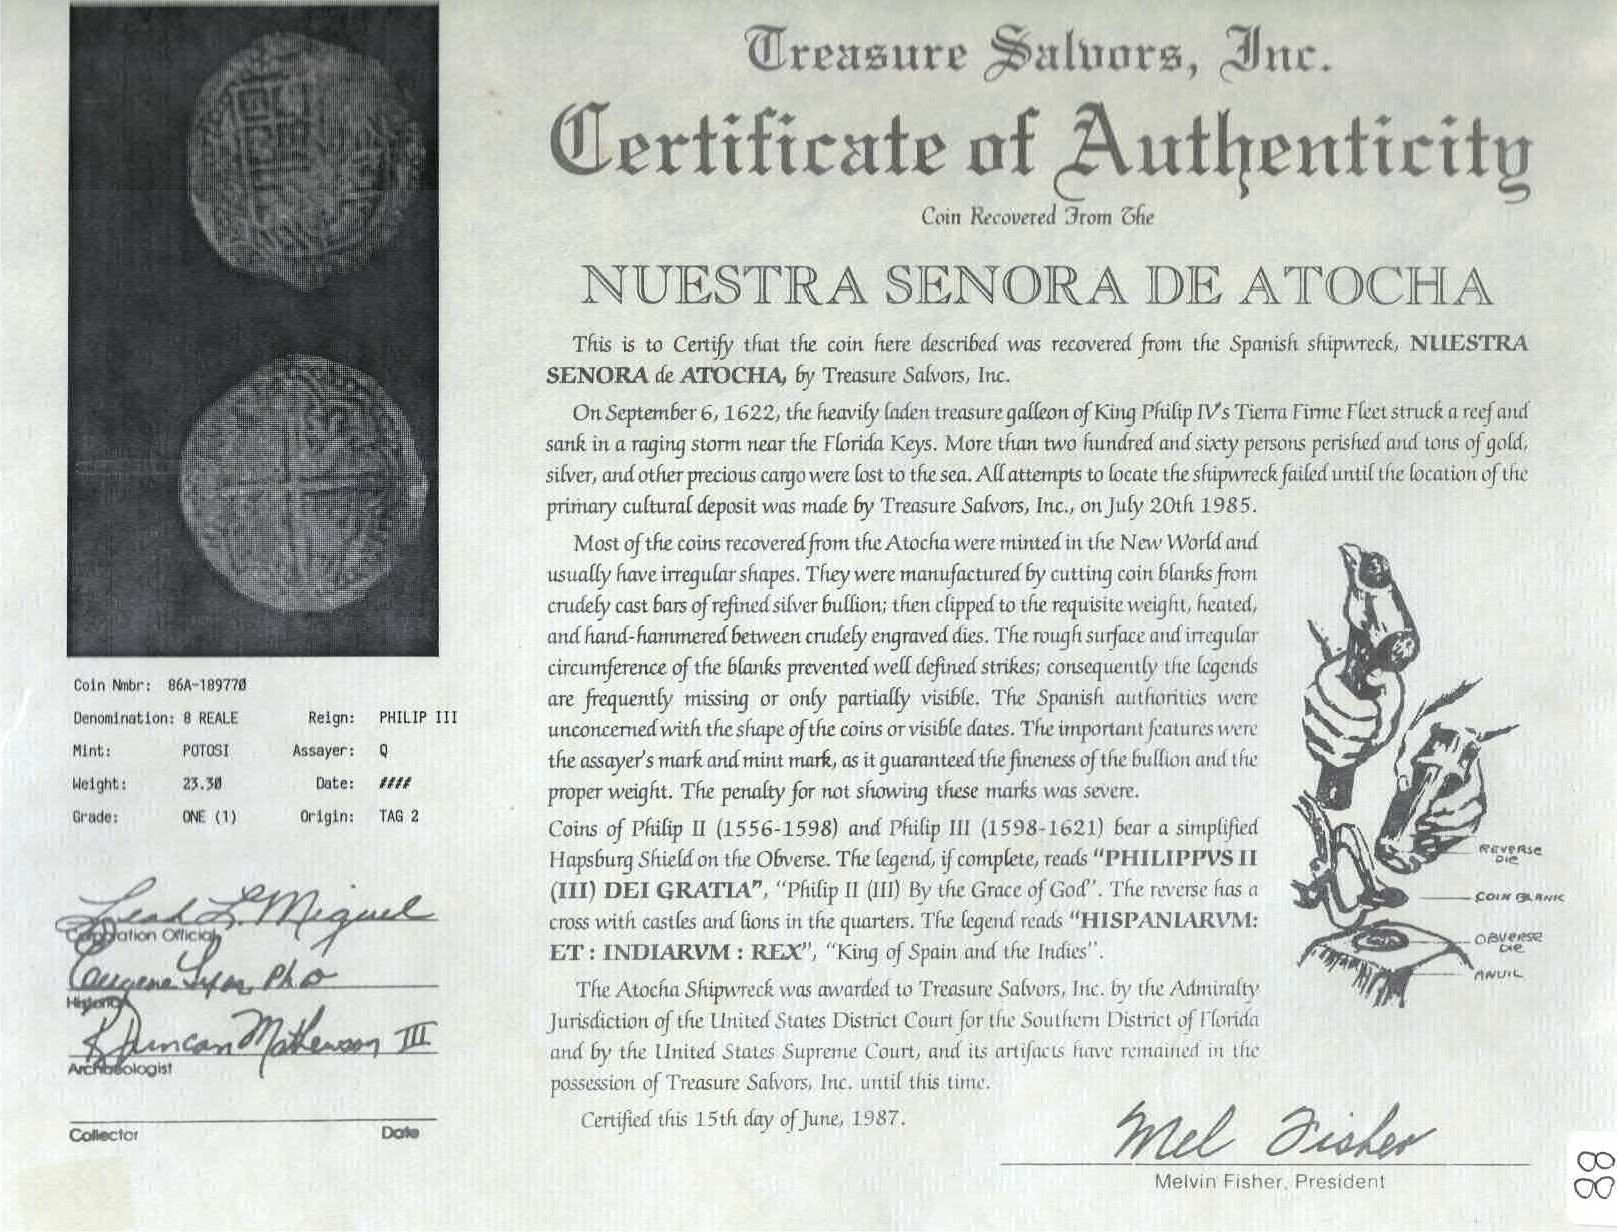 Treasure Salvors, Inc.
Certificate of Authenticity
Coin Recovered From The
NUESTRA SENORA DE ATOCHA
This is to Certify that the coin here described was recovered from the Spanish shipwreck, NUESTRA
SENORA de ATOCHA, by Treasure Salvors, Inc.
On September 6, 1622, the heavily laden treasure galleon of King Philip IV's Tierra Firme Fleet struck a reef and
sank in a raging storm near the Florida Keys. More than two hundred and sixty persons perished and tons of gold,
silver, and other precious cargo were lost to the sea. All attempts to locate the shipwreck failed until the location of the
primary cultural deposit was made by Treasure Salvors, Inc., on July 20th 1985.
Most of the coins recovered from the Atocha were minted in the New World and
usually have irregular shapes. They were manufactured by cutting coin blanks from
crudely cast bars of refined silver bullion; then clipped to the requisite weight, heated,
and hand-hammered between crudely engraved dies. The rough surface and irregular
circumference of the blanks prevented well defined strikes; consequently the legends
are frequently missing or only partially visible. The Spanish authorities were
unconcerned with the shape of the coins or visible dates. The important features were
the assayer's mark and mint mark, as it guaranteed the fineness of the bullion and the
proper weight. The penalty for not showing these marks was severe.
Coins of Philip II (1556-1598) and Philip III (1598-1621) bear a simplified
Hapsburg Shield on the Obverse. The legend, if complete, reads "PHILIPPVS II
(III) DEI GRATIA", "Philip II (III) By the Grace of God". The reverse has a
cross with castles and lions in the quarters. The legend reads "HISPANIARVM:
ET : INDIARVM : REX", "King of Spain and the Indies".
The Atocha Shipwreck was awarded to Treasure Salvors, Inc. by the Admiralty
Jurisdiction of the United States District Court for the Southern District of Florida
and by the United States Supreme Court, and its artifacts have remained in the
possession of Treasure Salvors, Inc. until this time.
Certified this 15th day of June, 1987.
REVERSE
DIE
COIN BLANK
OBVERSE
DIE
ANVIL
Mel Fisher
Melvin Fisher, President
88
Coin Nmbr: 86A-189770
Denomination: 8 REALE Reign: PHILIP III
Mint: POTOSI Assayer: Q
Weight: 23.30 Date: ####
Grade: ONE (1) Origin: TAG 2
Leah L. Miguel
Corporation Official
Eugene Lyon, PhD
Historian
R Duncan Mathewson III
Archaeologist
Collector Date